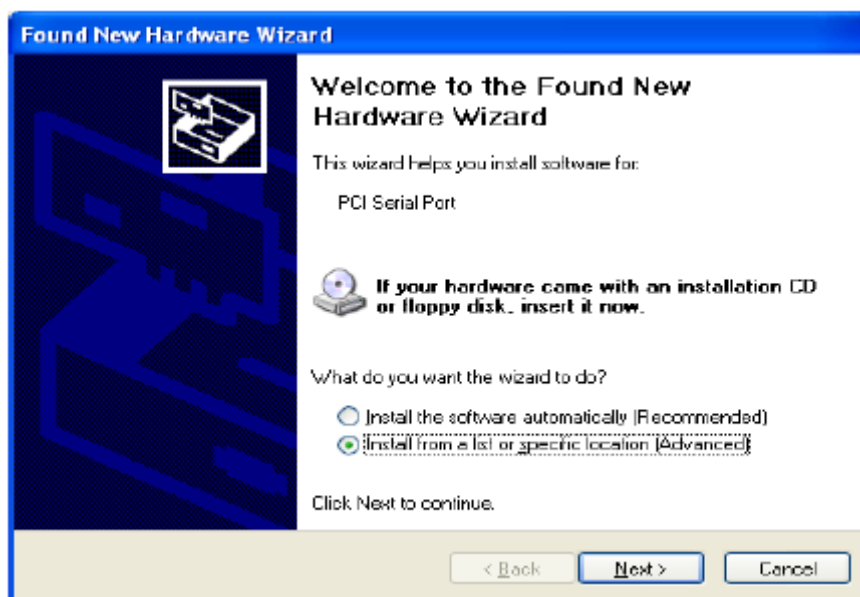 Found New Hardware Wizard
Welcome to the Found New
Hardware Wizard
This wizard helps you install software for:
PCI Serial Port
If your hardware came with an installation CD
or floppy disk, insert it now.
What do you want the wizard to do?
Install the software automatically (Recommended)
Install from a list or specific location (Advanced)
Click Next to continue.
< Back
Next >
Cancel